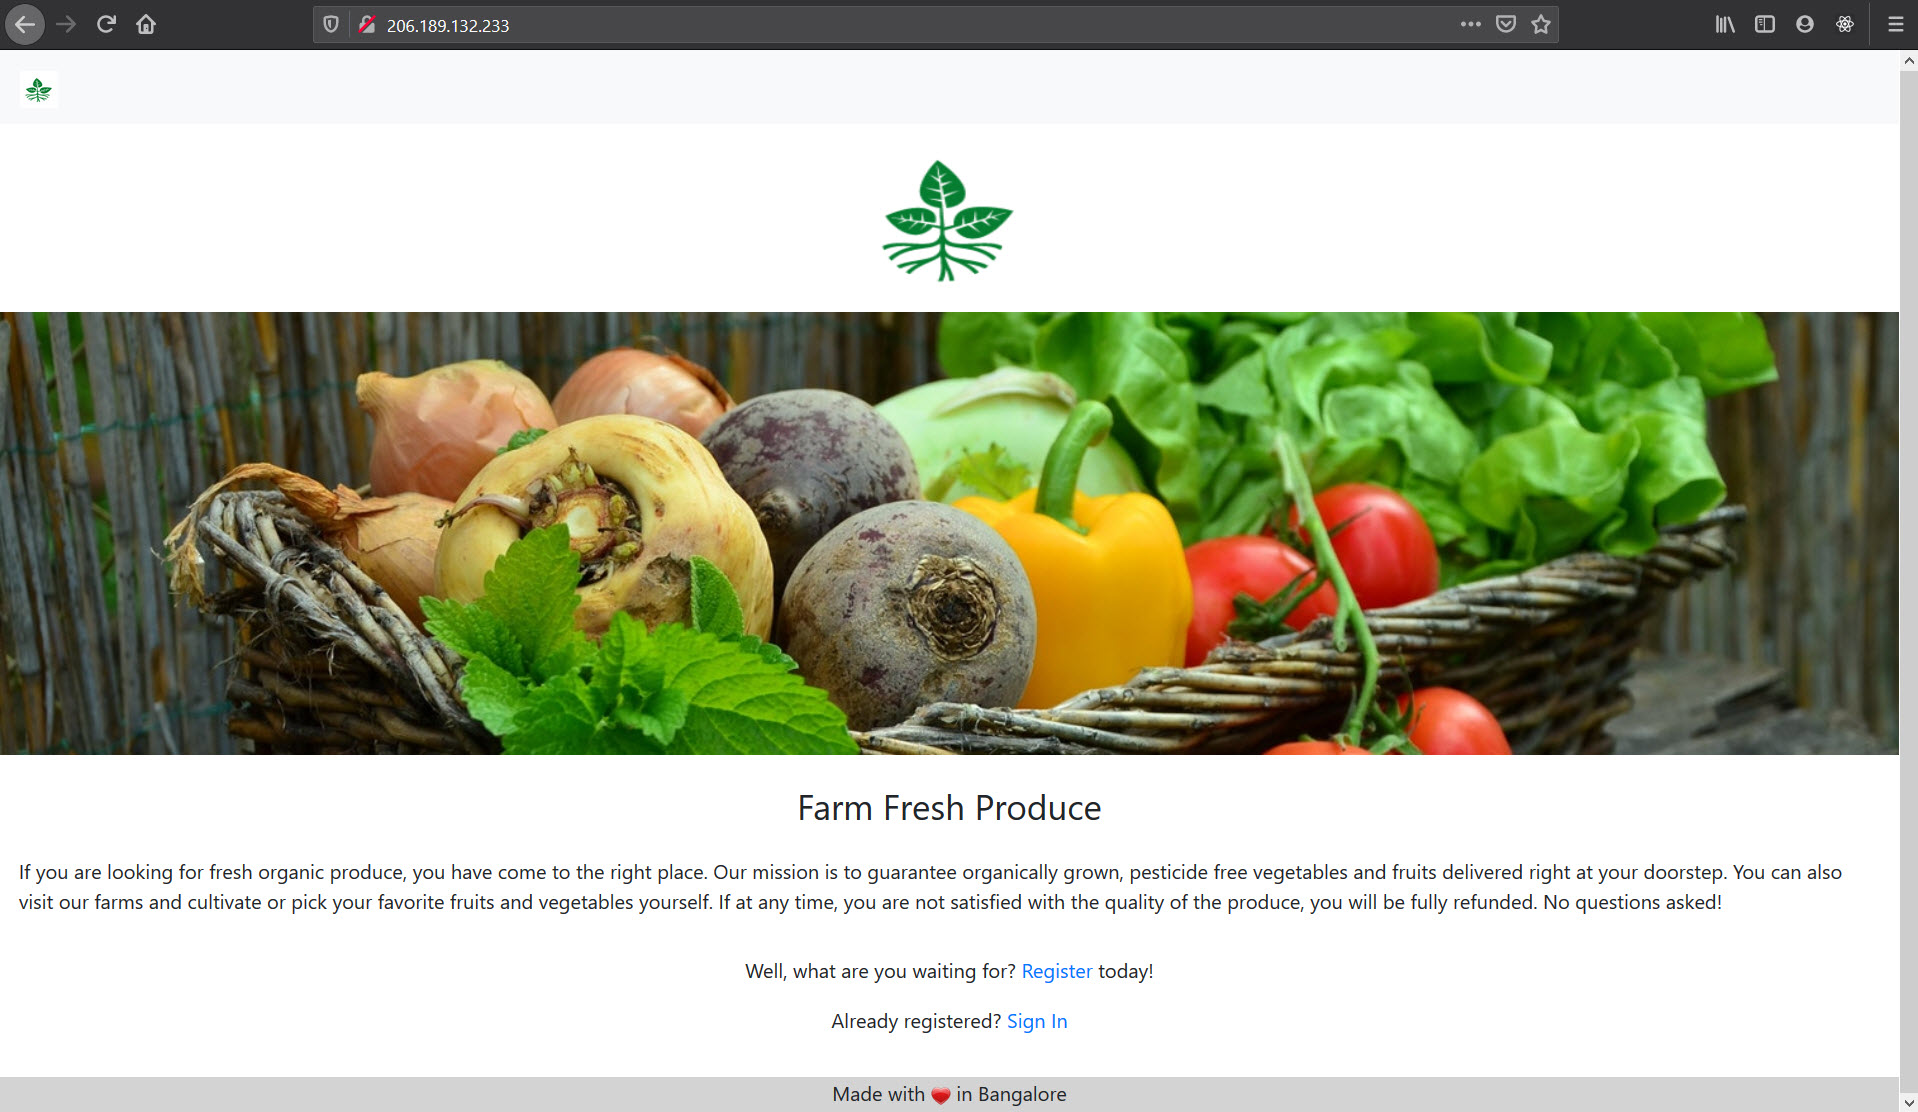 206.189.132.233
Farm Fresh Produce
If you are looking for fresh organic produce, you have come to the right place. Our mission is to guarantee organically grown, pesticide free vegetables and fruits delivered right at your doorstep. You can also
visit our farms and cultivate or pick your favorite fruits and vegetables yourself. If at any time, you are not satisfied with the quality of the produce, you will be fully refunded. No questions asked!
Well, what are you waiting for? Register today!
Already registered? Sign In
Made with ❤️ in Bangalore